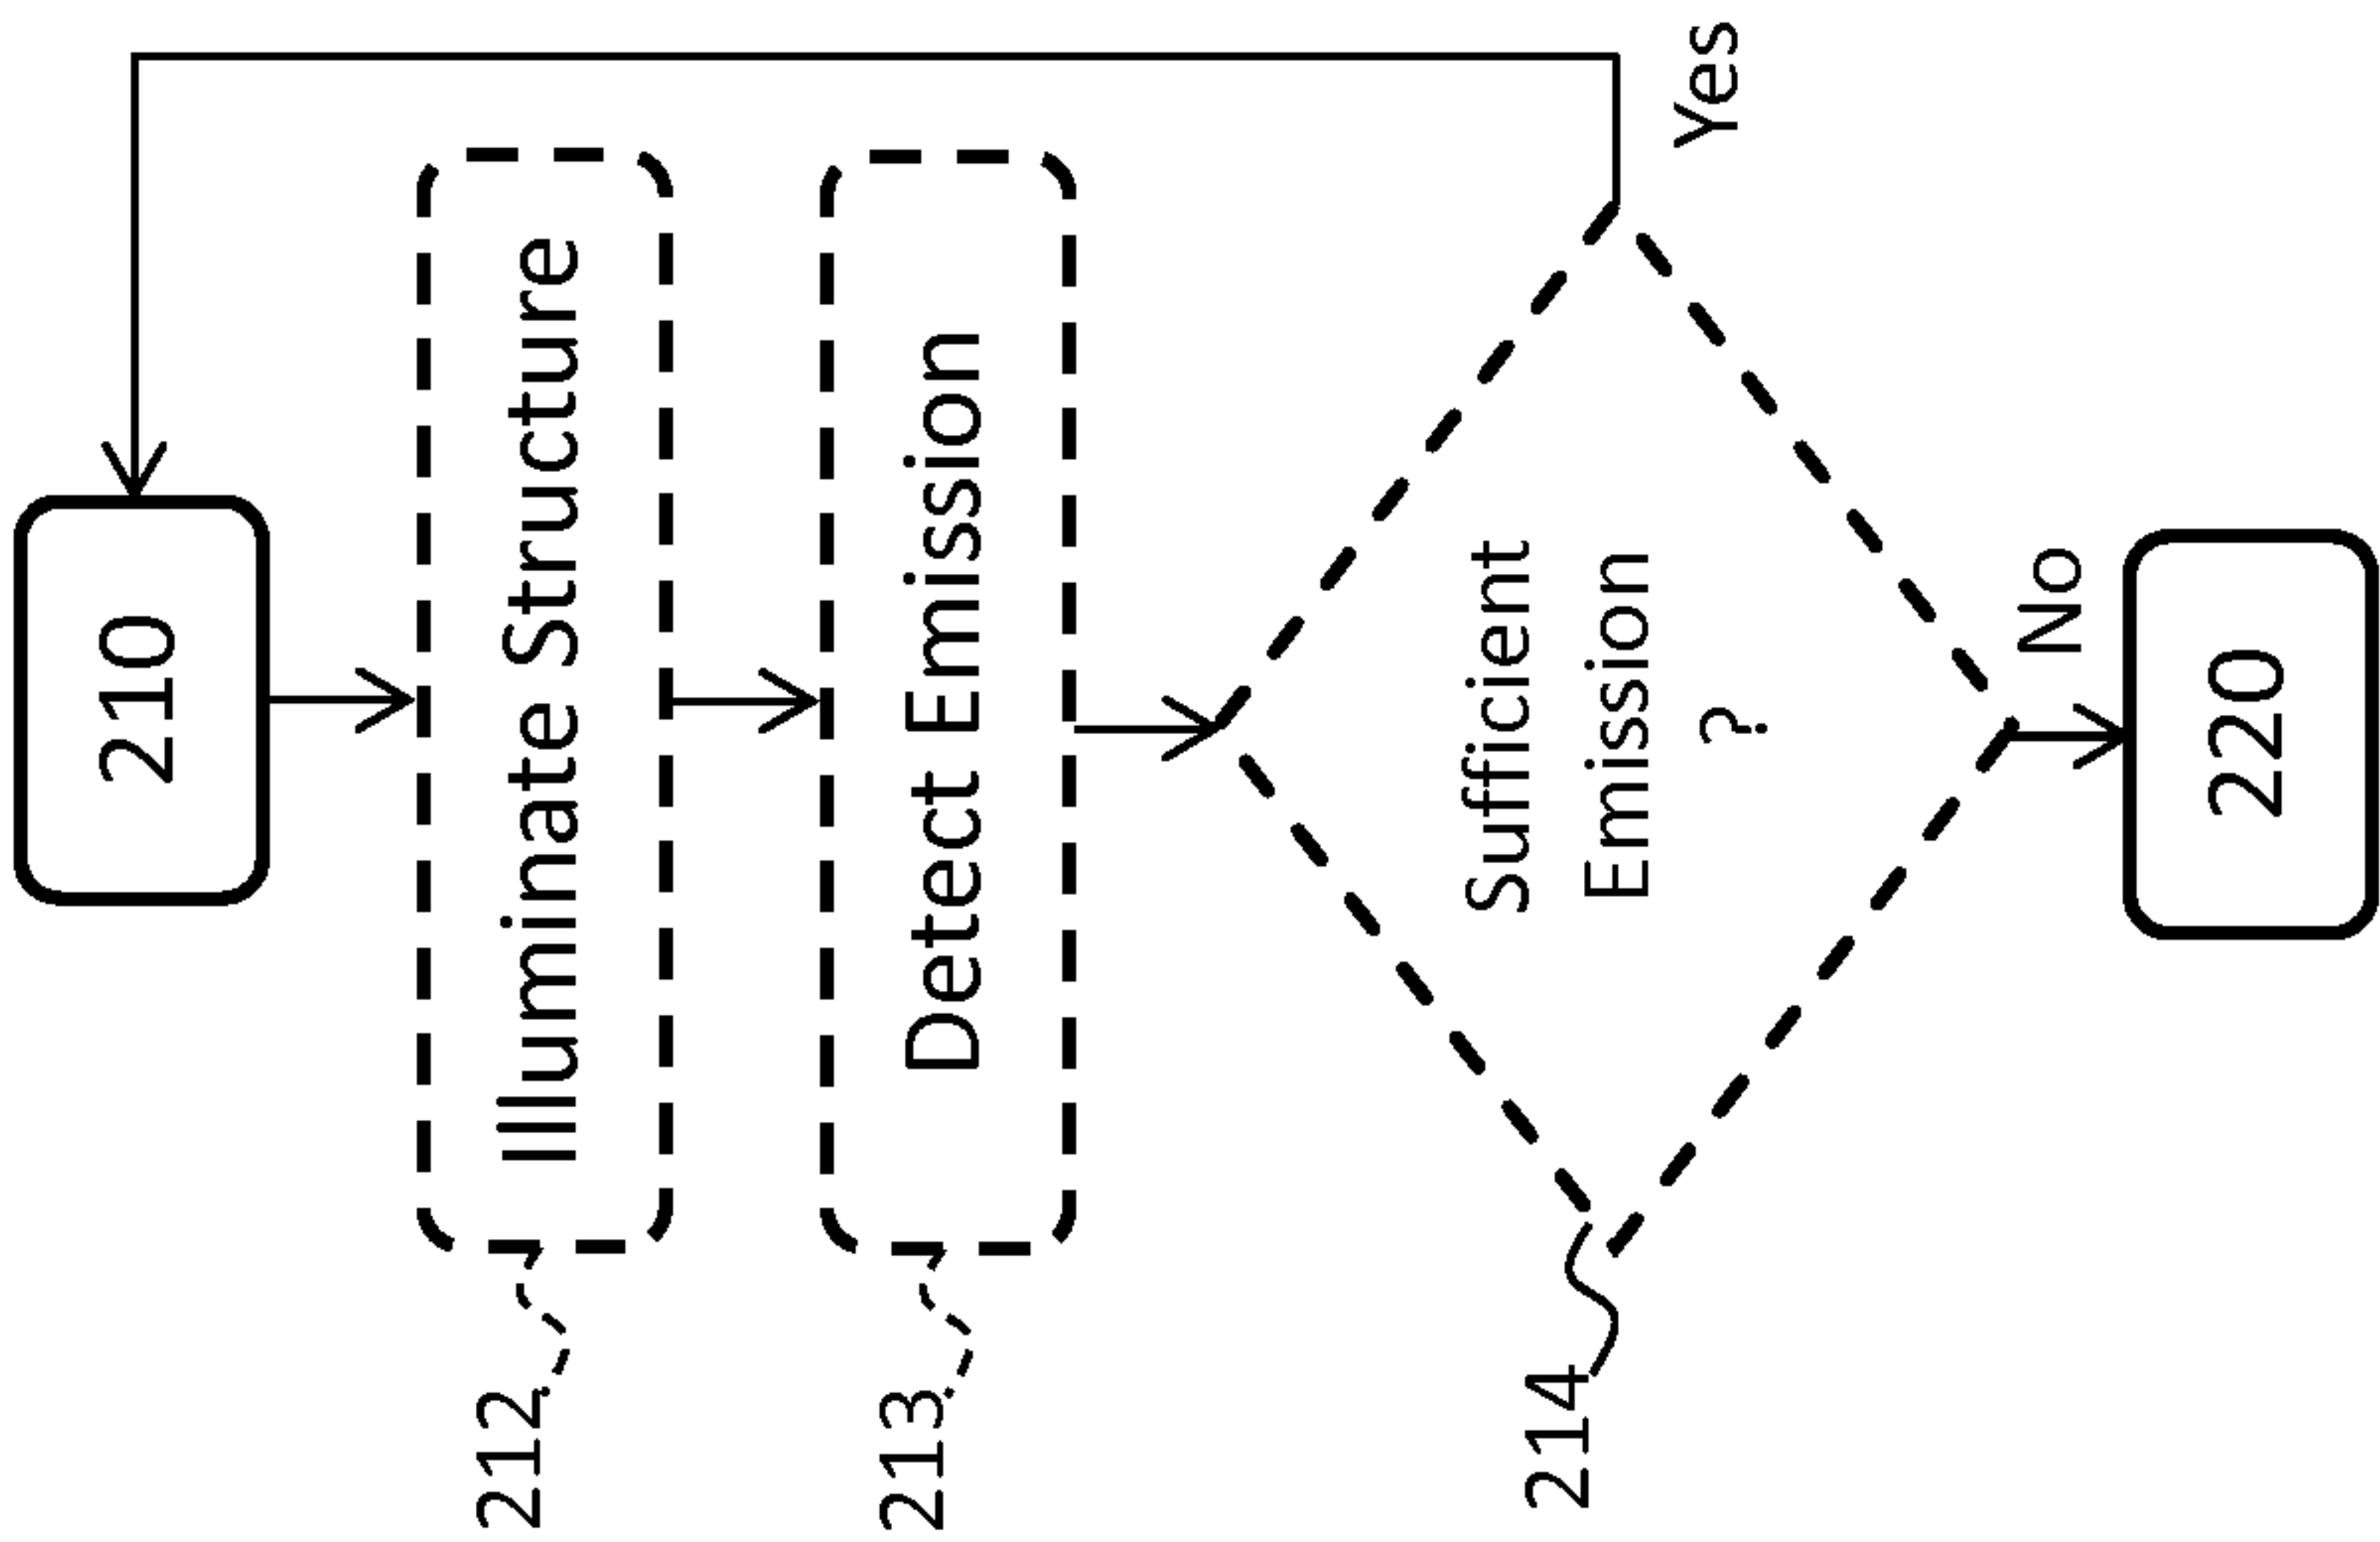 210
212
Illuminate Structure
213
Detect Emission
Yes
214
Sufficient
Emission
?
No
220